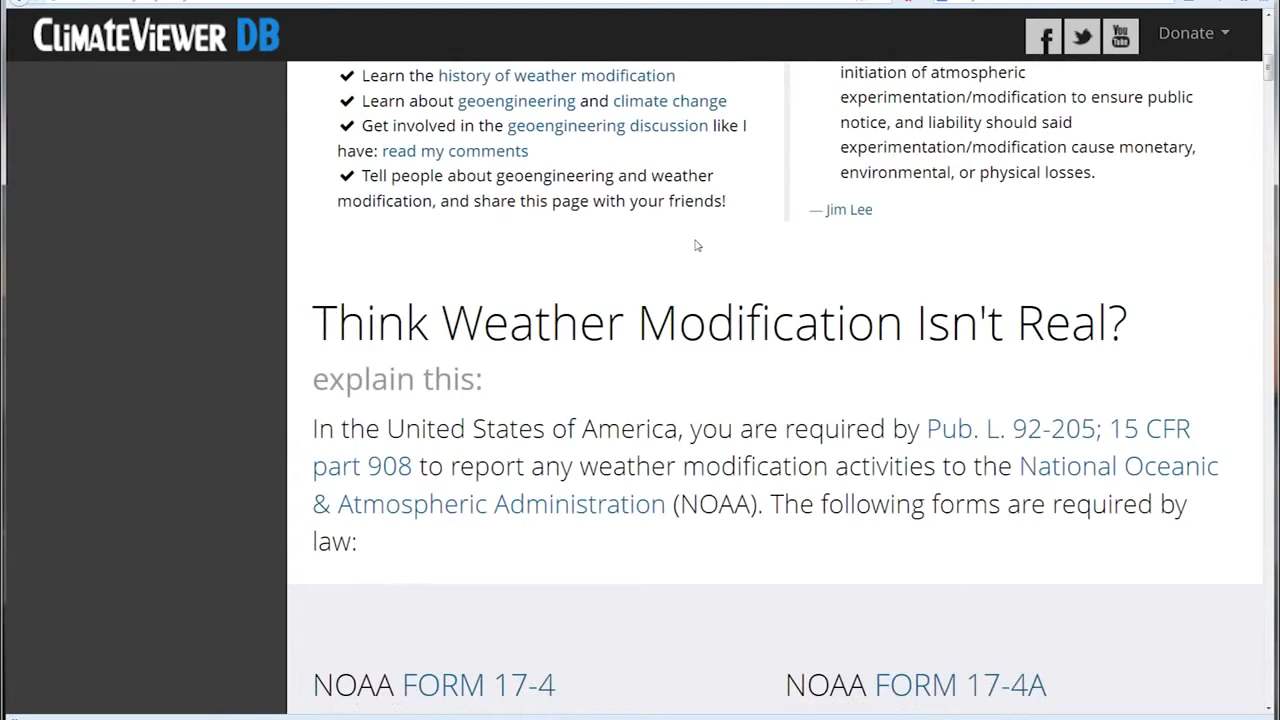 CLIMATEVIEWER DB
You Tube
Donate
Learn the history of weather modification
Learn about geoengineering and climate change
Get involved in the geoengineering discussion like I
have: read my comments
Tell people about geoengineering and weather
modification, and share this page with your friends!
initiation of atmospheric
experimentation/modification to ensure public
notice, and liability should said
experimentation/modification cause monetary,
environmental, or physical losses.
— Jim Lee
Think Weather Modification Isn't Real?
explain this:
In the United States of America, you are required by Pub. L. 92-205; 15 CFR
part 908 to report any weather modification activities to the National Oceanic
& Atmospheric Administration (NOAA). The following forms are required by
law:
NOAA FORM 17-4
NOAA FORM 17-4A